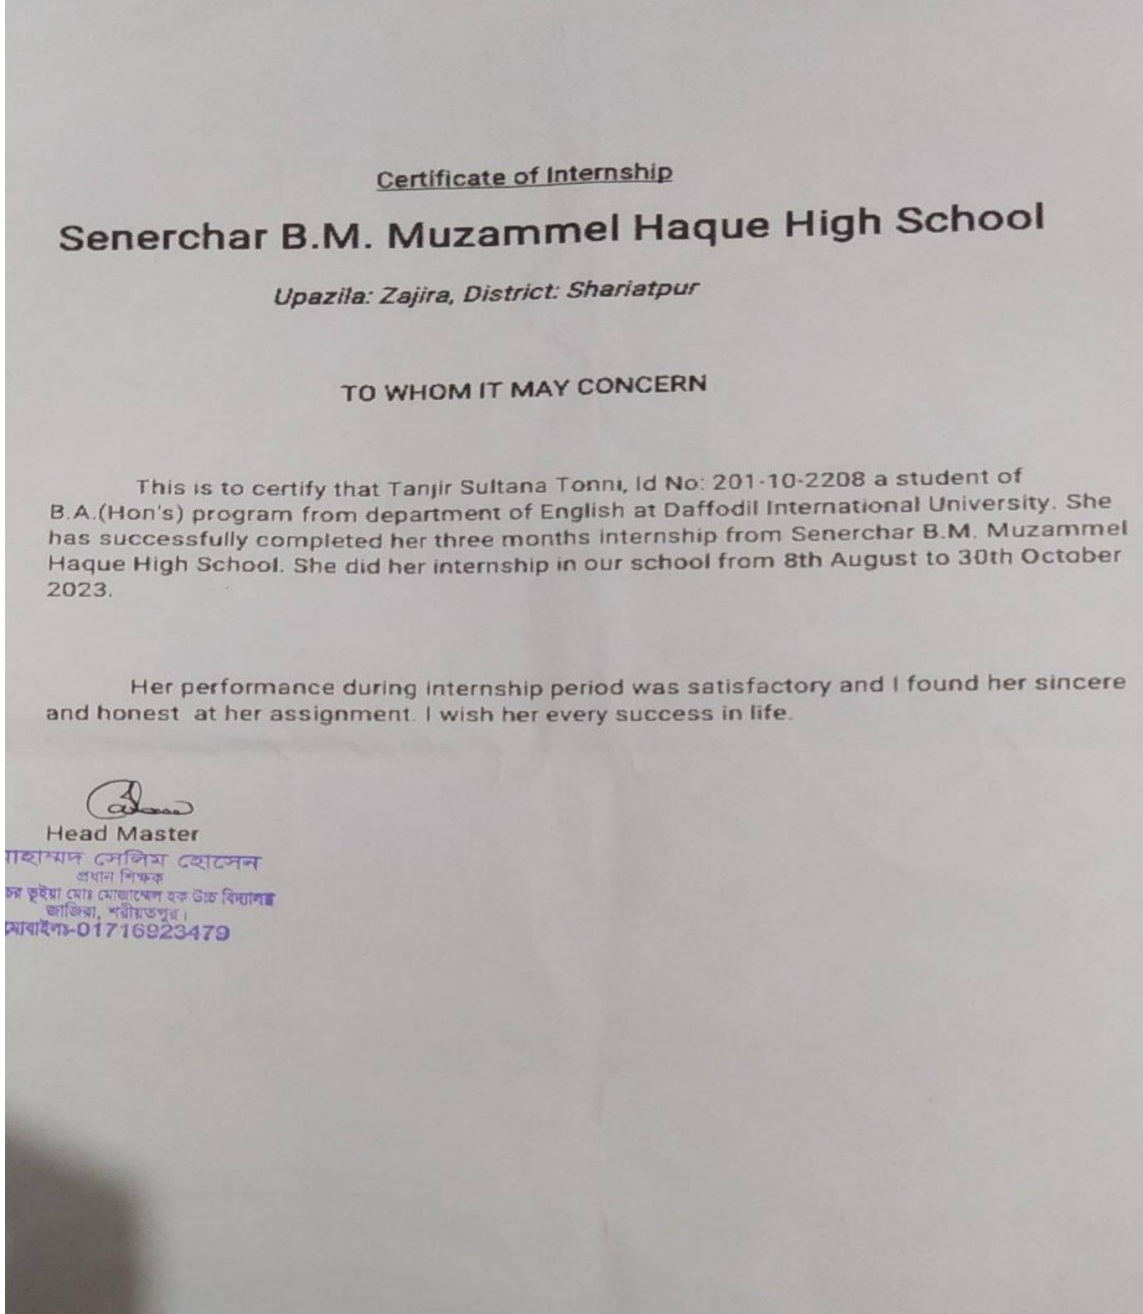 Certificate of Internship
Senerchar B.M. Muzammel Haque High School
Upazila: Zajira, District: Shariatpur
TO WHOM IT MAY CONCERN
This is to certify that Tanjir Sultana Tonni, Id No: 201-10-2208 a student of
B.A.(Hon's) program from department of English at Daffodil International University. She
has successfully completed her three months internship from Senerchar B.M. Muzammel
Haque High School. She did her internship in our school from 8th August to 30th October
2023.
Her performance during internship period was satisfactory and I found her sincere
and honest at her assignment. I wish her every success in life.
Head Master
সেলিম হোসেন
প্রধান শিক্ষক
ভূইয়া মোঃ মোজাম্মেল হক উচ্চ বিদ্যালয়
জাজিরা, শরীয়তপুর।
মোবাইলঃ-01716923479